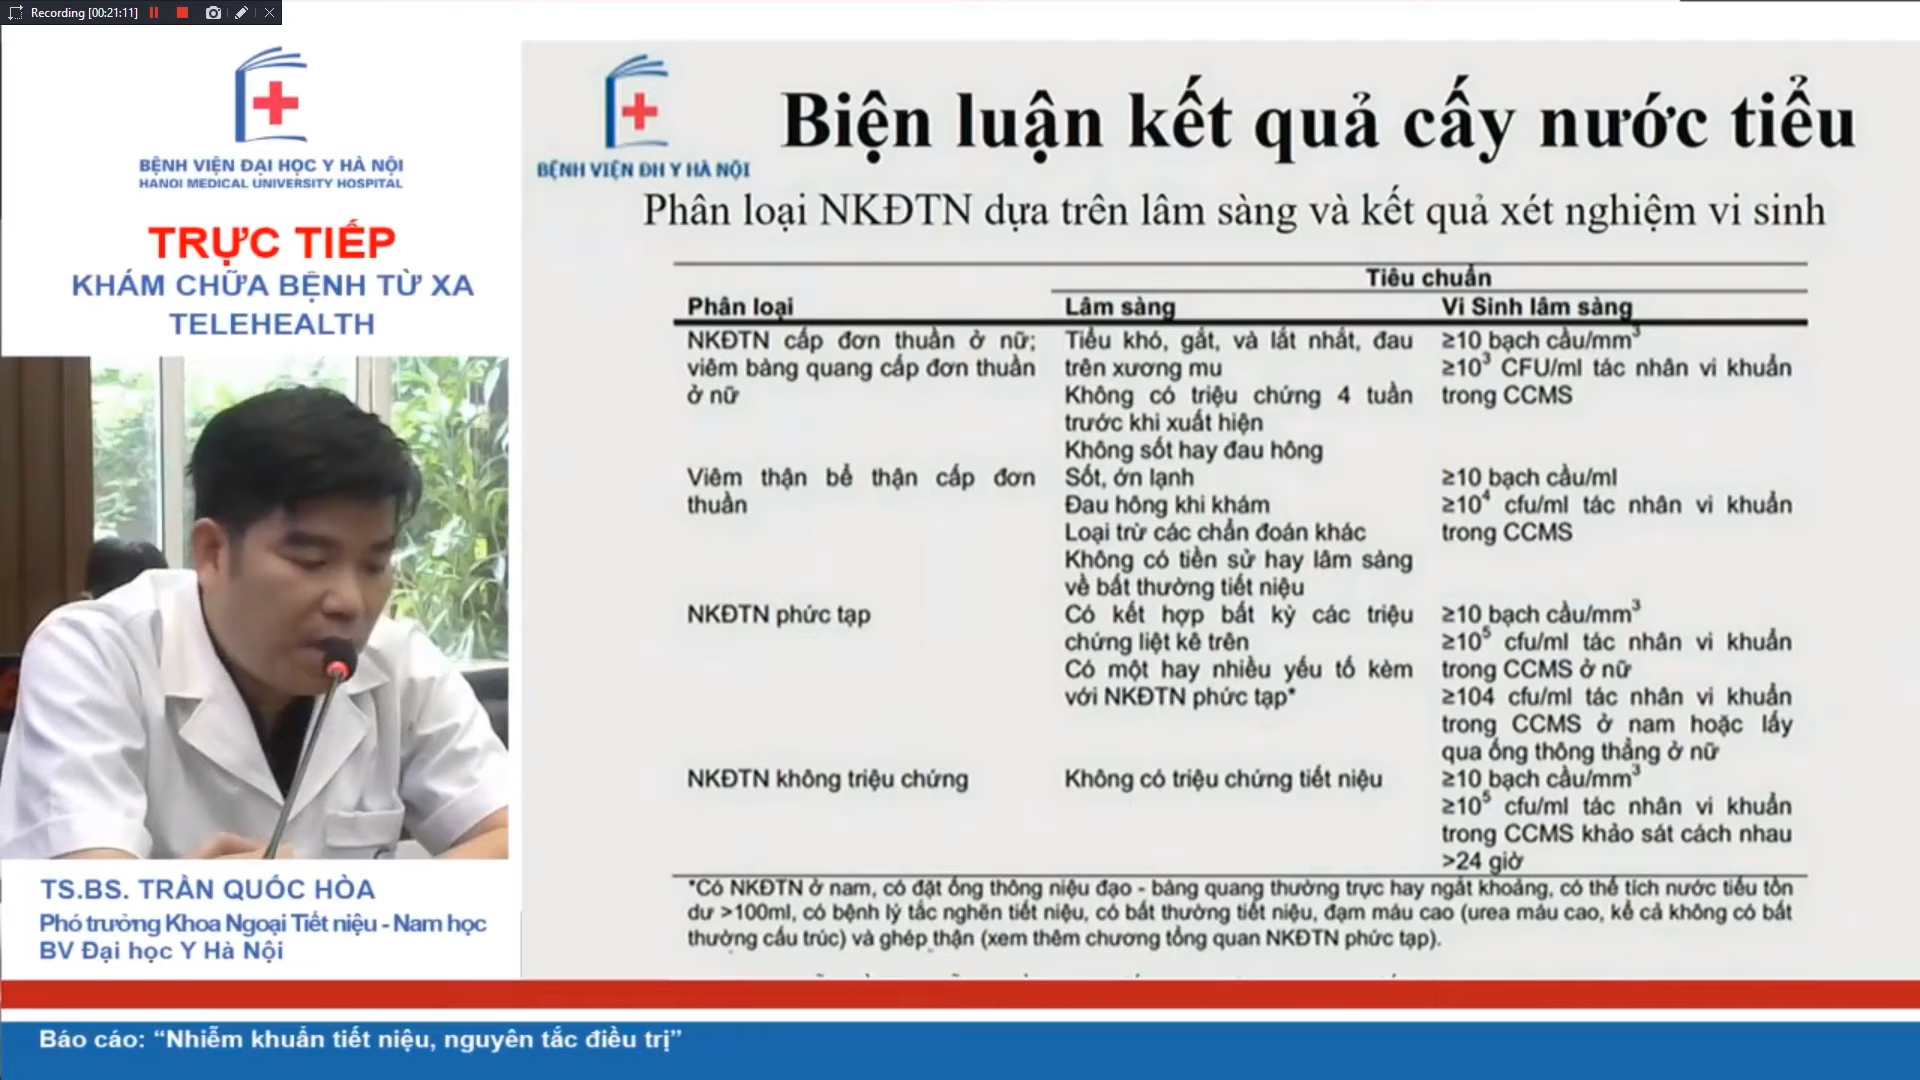 Recording [00:21:11]
BỆNH VIỆN ĐẠI HỌC Y HÀ NỘI
HANOI MEDICAL UNIVERSITY HOSPITAL
TRỰC TIẾP
KHÁM CHỮA BỆNH TỪ XA
TELEHEALTH
TS.BS. TRẦN QUỐC HÒA
Phó trưởng Khoa Ngoại Tiết niệu - Nam học
BV Đại học Y Hà Nội
BỆNH VIỆN ĐH Y HÀ NỘI
Biện luận kết quả cấy nước tiểu
Phân loại NKĐTN dựa trên lâm sàng và kết quả xét nghiệm vi sinh
Tiêu chuẩn
Phân loại Lâm sàng Vi Sinh lâm sàng
NKĐTN cấp đơn thuần ở nữ; Tiểu khó, gắt, và lắt nhắt, đau ≥10 bạch cầu/mm³
viêm bàng quang cấp đơn thuần trên xương mu ≥10³ CFU/ml tác nhân vi khuẩn
ở nữ Không có triệu chứng 4 tuần trong CCMS
trước khi xuất hiện
Không sốt hay đau hông
Viêm thận bể thận cấp đơn Sốt, ớn lạnh ≥10 bạch cầu/ml
thuần Đau hông khi khám ≥10⁴ cfu/ml tác nhân vi khuẩn
Loại trừ các chẩn đoán khác trong CCMS
Không có tiền sử hay lâm sàng
về bất thường tiết niệu
NKĐTN phức tạp Có kết hợp bất kỳ các triệu ≥10 bạch cầu/mm³
chứng liệt kê trên ≥10⁵ cfu/ml tác nhân vi khuẩn
Có một hay nhiều yếu tố kèm trong CCMS ở nữ
với NKĐTN phức tạp* ≥104 cfu/ml tác nhân vi khuẩn
trong CCMS ở nam hoặc lấy
qua ống thông thẳng ở nữ
NKĐTN không triệu chứng Không có triệu chứng tiết niệu ≥10 bạch cầu/mm³
≥10⁵ cfu/ml tác nhân vi khuẩn
trong CCMS khảo sát cách nhau
>24 giờ
*Có NKĐTN ở nam, có đặt ống thông niệu đạo - bàng quang thường trực hay ngắt khoảng, có thể tích nước tiểu tồn
dư >100ml, có bệnh lý tắc nghẽn tiết niệu, có bất thường tiết niệu, đạm máu cao (urea máu cao, kể cả không có bất
thường cấu trúc) và ghép thận (xem thêm chương tổng quan NKĐTN phức tạp).
Báo cáo: “Nhiễm khuẩn tiết niệu, nguyên tắc điều trị”